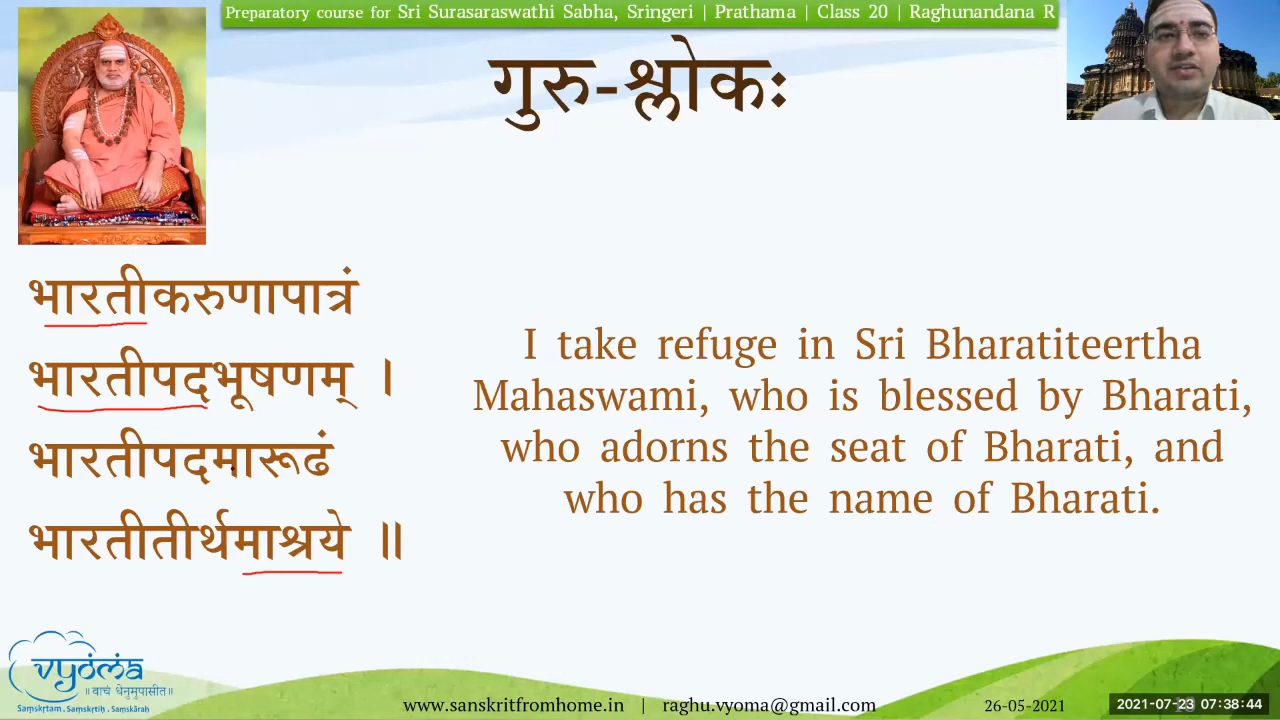 Preparatory course for Sri Surasaraswathi Sabha, Sringeri | Prathama | Class 20 | Raghunandana R
गुरु-श्लोकः
भारतीकरुणापात्रं
भारतीपदभूषणम् ।
भारतीपदमारूढं
भारतीतीर्थमाश्रये ॥
I take refuge in Sri Bharatiteertha
Mahaswami, who is blessed by Bharati,
who adorns the seat of Bharati, and
who has the name of Bharati.
vyoma
॥ वाचं धेनुमुपासीत॥
Saṃskṛtam . Saṃskṛtiḥ . Saṃskārāḥ
www.sanskritfromhome.in | raghu.vyoma@gmail.com 26-05-2021
2021-07-23 07:38:44